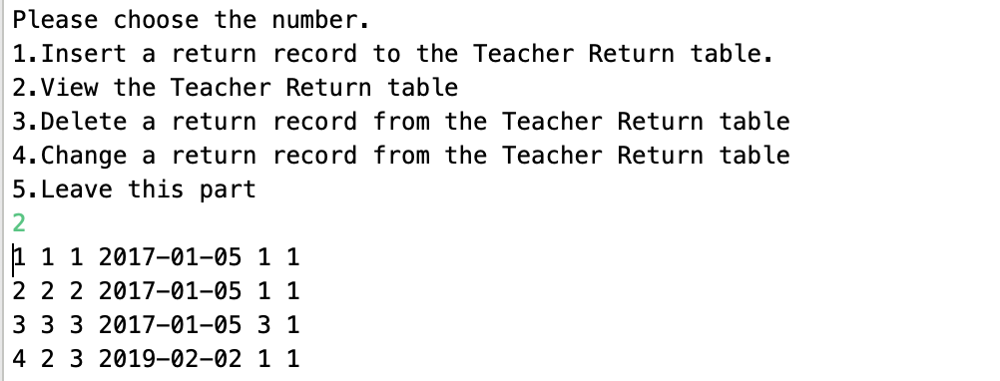 Please choose the number.
1.Insert a return record to the Teacher Return table.
2.View the Teacher Return table
3.Delete a return record from the Teacher Return table
4.Change a return record from the Teacher Return table
5.Leave this part
2
1 1 1 2017-01-05 1 1
2 2 2 2017-01-05 1 1
3 3 3 2017-01-05 3 1
4 2 3 2019-02-02 1 1